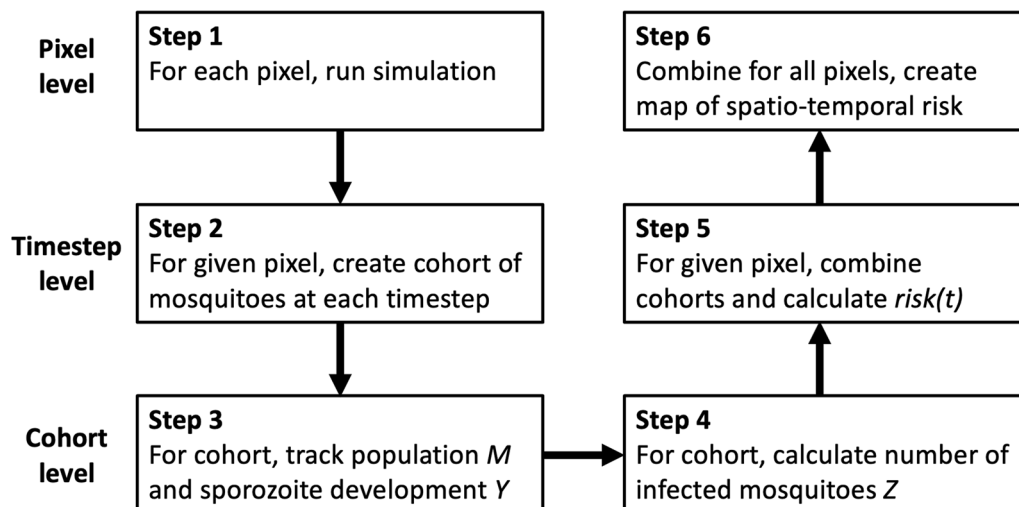 Pixel
level
Step 1
For each pixel, run simulation
Step 6
Combine for all pixels, create
map of spatio-temporal risk
Timestep
level
Step 2
For given pixel, create cohort of
mosquitoes at each timestep
Step 5
For given pixel, combine
cohorts and calculate risk(t)
Cohort
level
Step 3
For cohort, track population M
and sporozoite development Y
Step 4
For cohort, calculate number of
infected mosquitoes Z